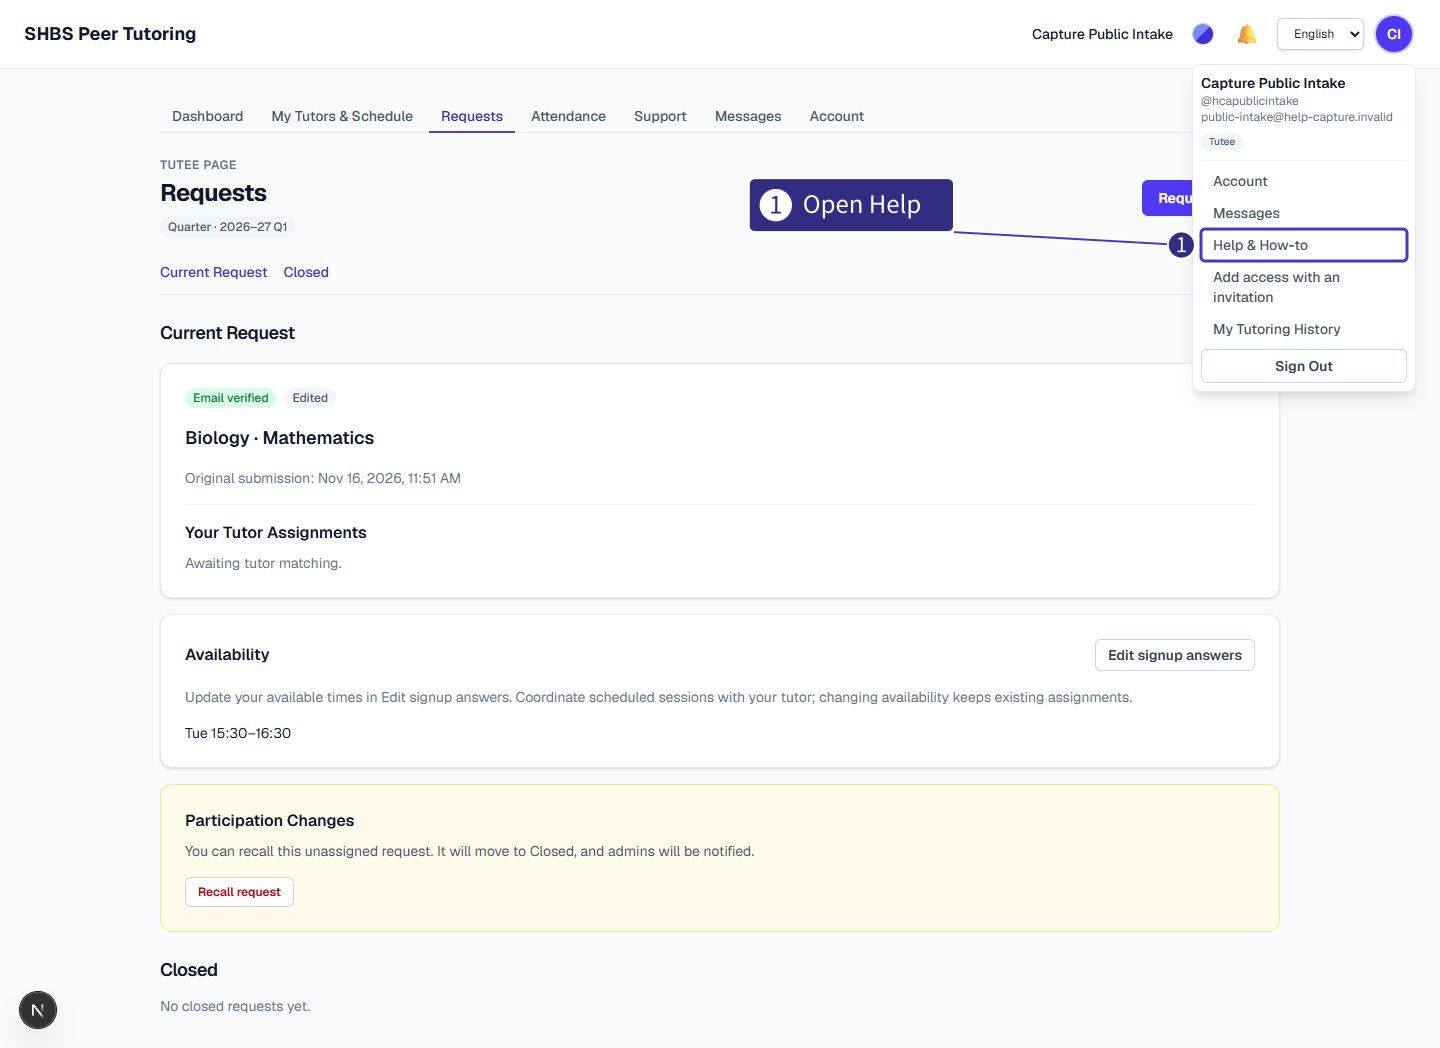 SHBS Peer Tutoring
Capture Public Intake
English
CI
Capture Public Intake
@hcapublicintake
public-intake@help-capture.invalid
Tutee
Account
Messages
Help & How-to
Add access with an
invitation
My Tutoring History
Sign Out
Dashboard
My Tutors & Schedule
Requests
Attendance
Support
Messages
Account
TUTEE PAGE
Requests
Quarter · 2026–27 Q1
1 Open Help
1
Current Request
Closed
Current Request
Email verified
Edited
Biology · Mathematics
Original submission: Nov 16, 2026, 11:51 AM
Your Tutor Assignments
Awaiting tutor matching.
Availability
Edit signup answers
Update your available times in Edit signup answers. Coordinate scheduled sessions with your tutor; changing availability keeps existing assignments.
Tue 15:30–16:30
Participation Changes
You can recall this unassigned request. It will move to Closed, and admins will be notified.
Recall request
Closed
No closed requests yet.
N